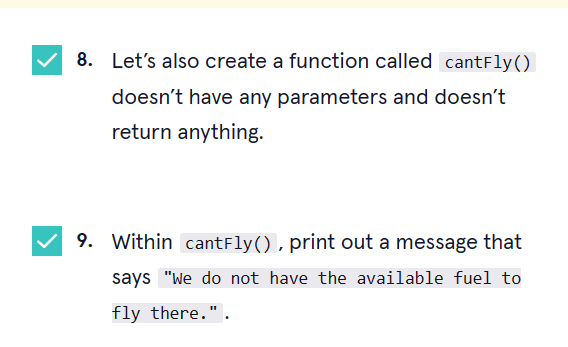 8. Let’s also create a function called cantFly()
doesn’t have any parameters and doesn’t
return anything.
9. Within cantFly(), print out a message that
says "We do not have the available fuel to
fly there.".